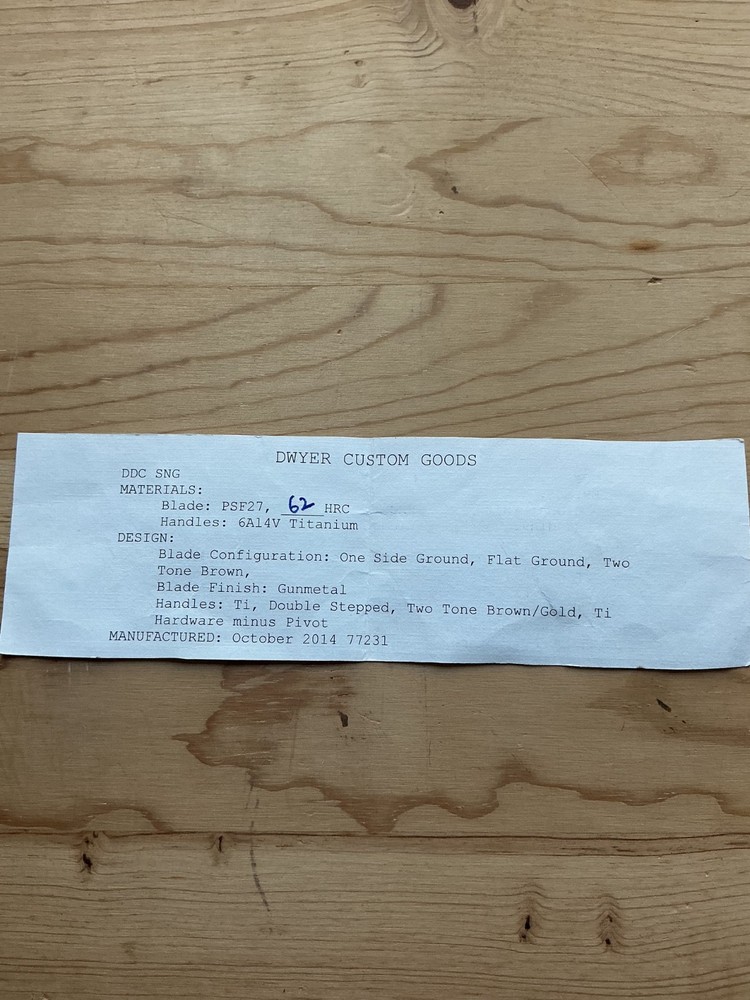 DWYER CUSTOM GOODS
DDC SNG
MATERIALS:
Blade: PSF27, 62 HRC
Handles: 6Al4V Titanium
DESIGN:
Blade Configuration: One Side Ground, Flat Ground, Two
Tone Brown,
Blade Finish: Gunmetal
Handles: Ti, Double Stepped, Two Tone Brown/Gold, Ti
Hardware minus Pivot
MANUFACTURED: October 2014 77231